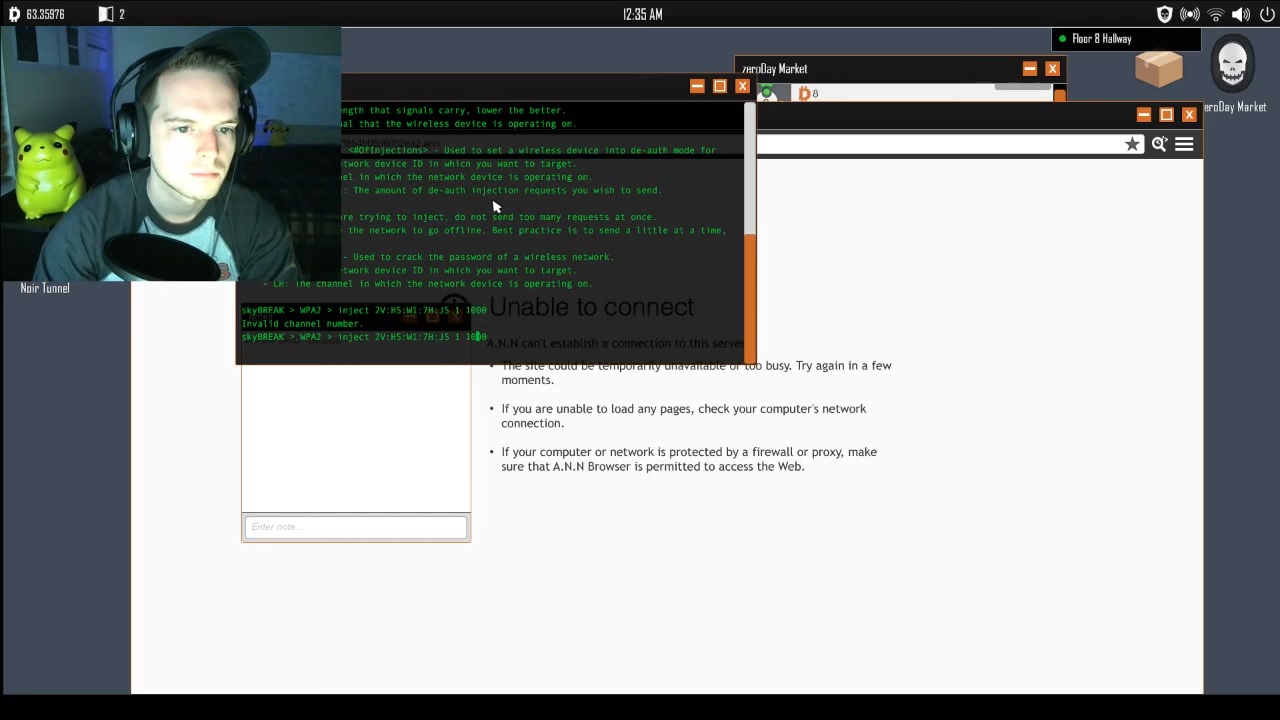 63.35976
2
12:35 AM
Floor 8 Hallway
zeroDay Market
8
eroDay Market
ngth that signals carry, lower the better.
al that the wireless device is operating on.
<#OfInjections> - Used to set a wireless device into de-auth mode for
twork device ID in which you want to target.
el in which the network device is operating on.
: The amount of de-auth injection requests you wish to send.
re trying to inject, do not send too many requests at once.
the network to go offline. Best practice is to send a little at a time,
- Used to crack the password of a wireless network.
twork device ID in which you want to target.
- CH: The channel in which the network device is operating on.
skyBREAK > WPA2 > inject 2V:H5:W1:7H:J5 1 1000
Invalid channel number.
skyBREAK > WPA2 > inject 2V:H5:W1:7H:J5 1 1000
Noir Tunnel
Unable to connect
A.N.N can't establish a connection to this server
• The site could be temporarily unavailable or too busy. Try again in a few
moments.
• If you are unable to load any pages, check your computer's network
connection.
• If your computer or network is protected by a firewall or proxy, make
sure that A.N.N Browser is permitted to access the Web.
Enter note...